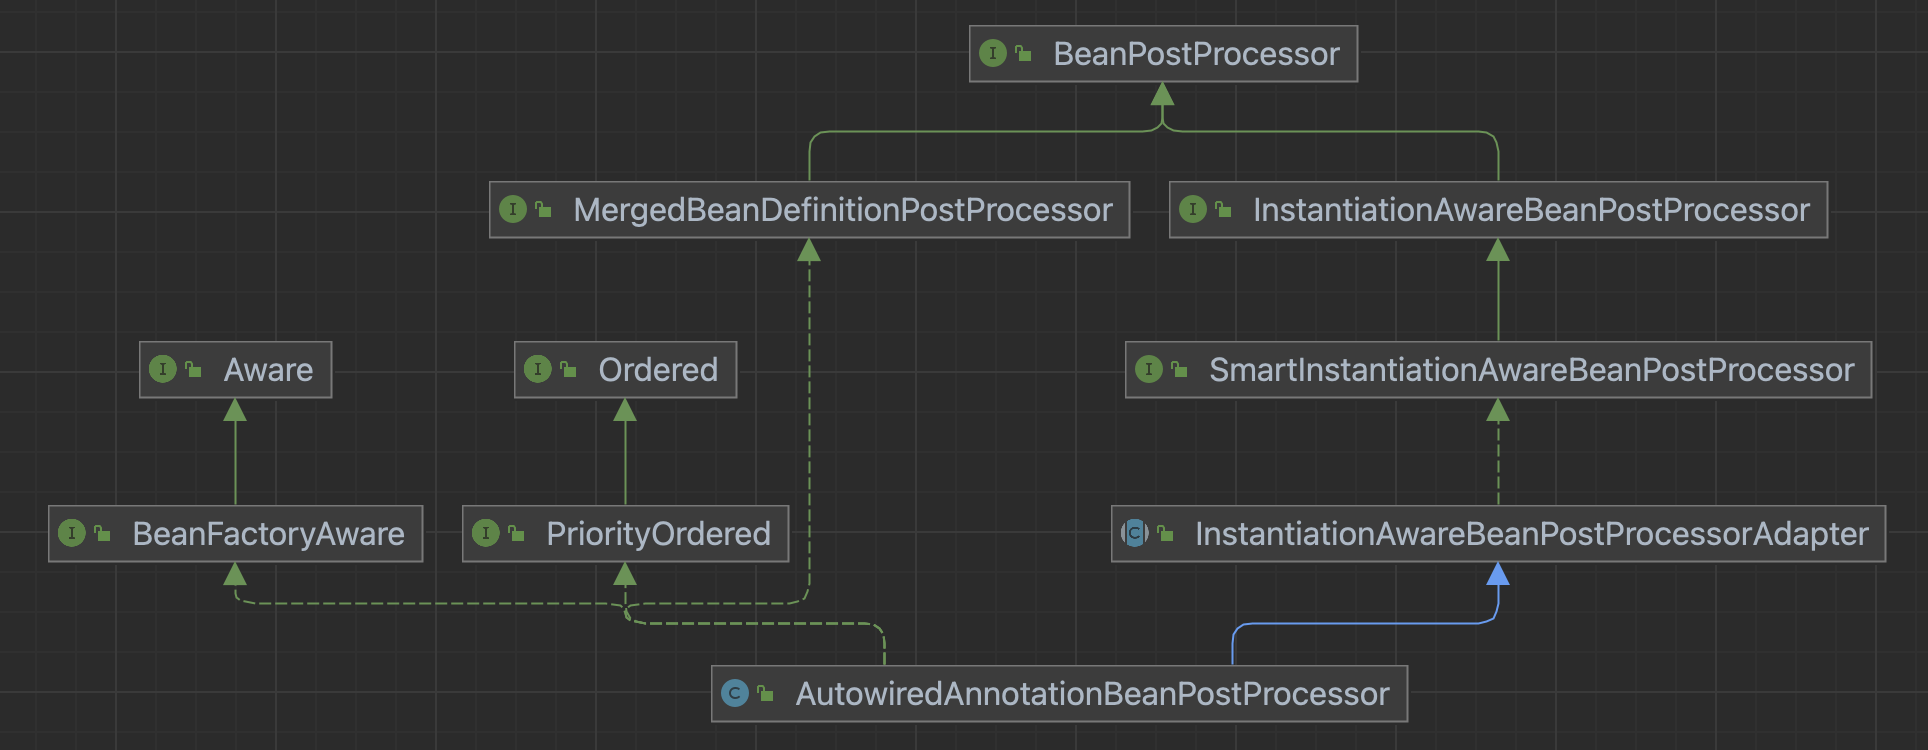 BeanPostProcessor
MergedBeanDefinitionPostProcessor
InstantiationAwareBeanPostProcessor
Aware
Ordered
SmartInstantiationAwareBeanPostProcessor
BeanFactoryAware
PriorityOrdered
InstantiationAwareBeanPostProcessorAdapter
AutowiredAnnotationBeanPostProcessor